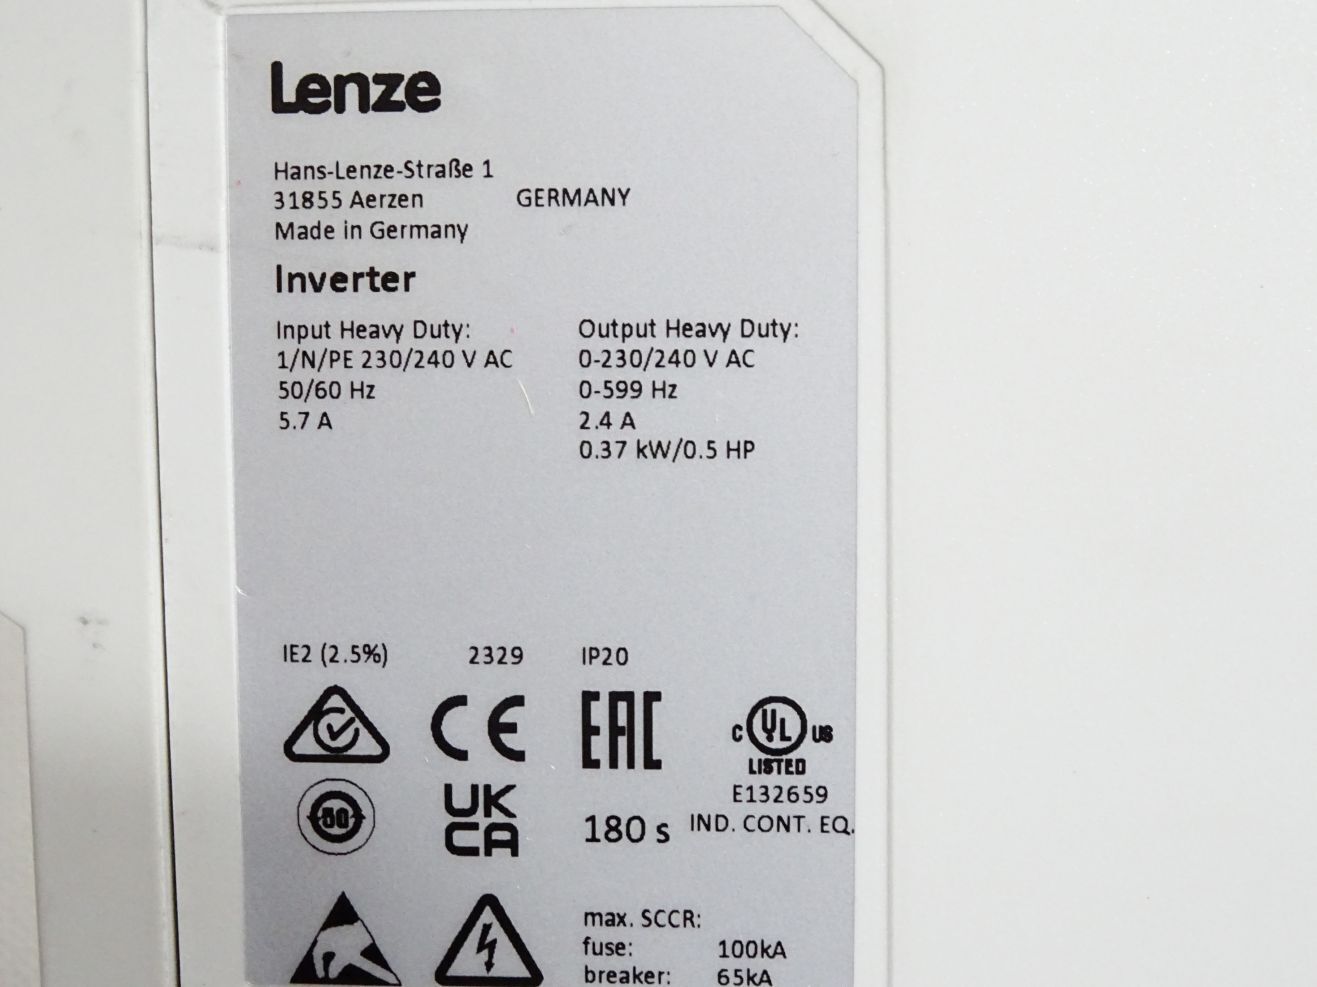 Lenze
Hans-Lenze-Straße 1
31855 Aerzen GERMANY
Made in Germany
Inverter
Input Heavy Duty: Output Heavy Duty:
1/N/PE 230/240 V AC 0-230/240 V AC
50/60 Hz 0-599 Hz
5.7 A 2.4 A
0.37 kW/0.5 HP
IE2 (2.5%) 2329 IP20
CE EAC C UL US
LISTED
E132659
50 UK CA 180 s IND. CONT. EQ.
max. SCCR:
fuse: 100kA
breaker: 65kA